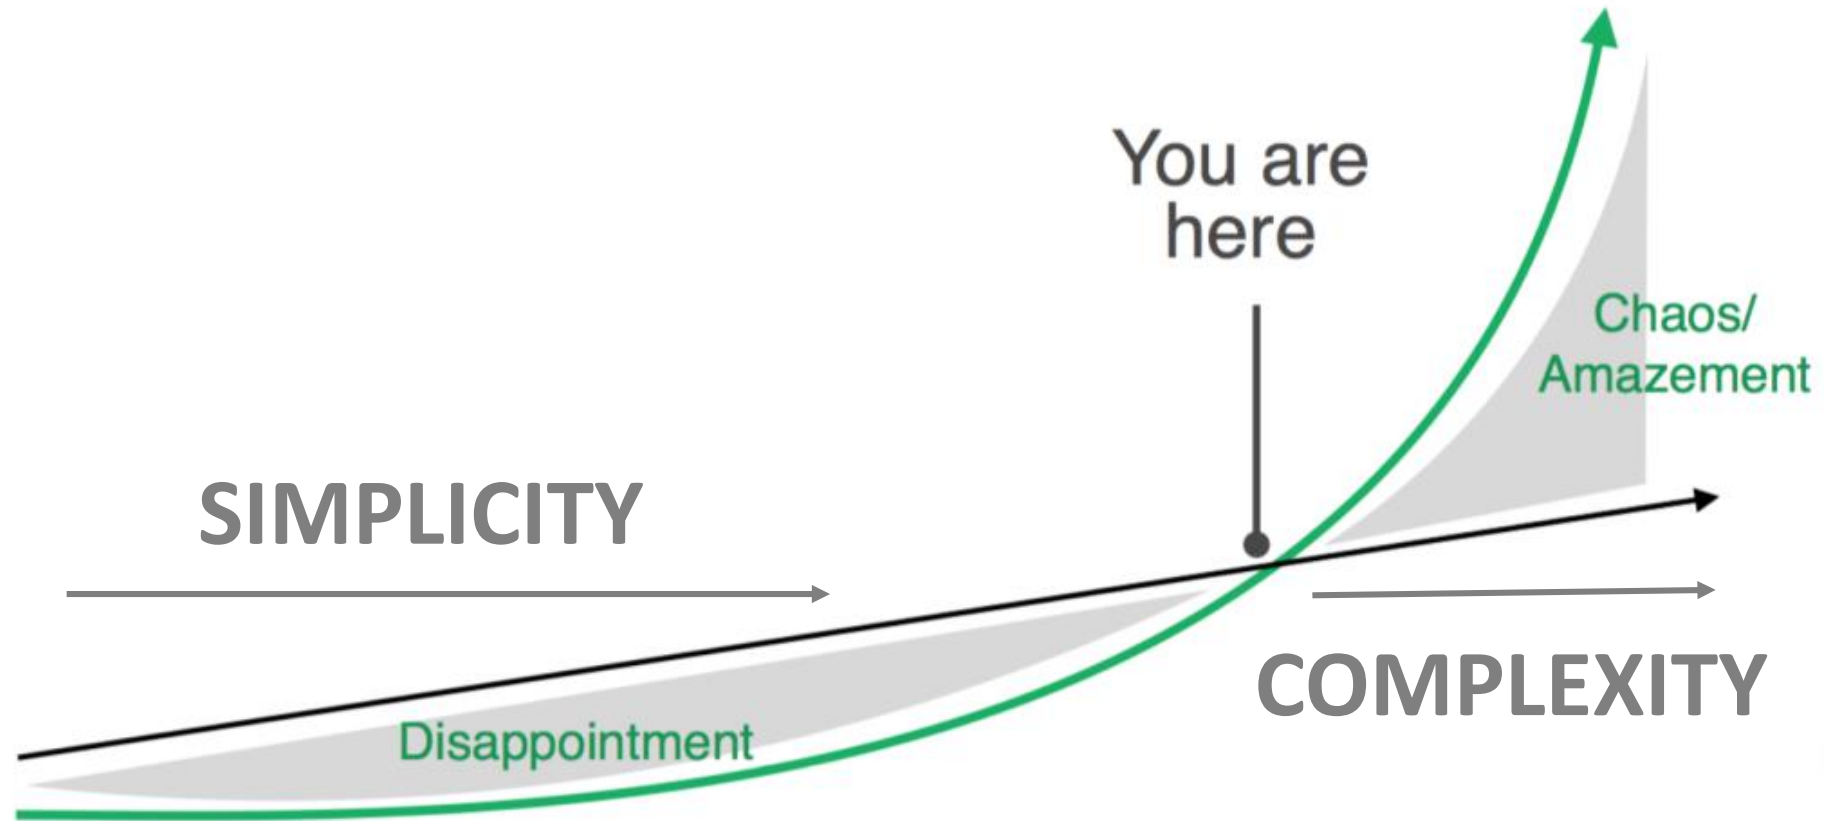 You are
here
Chaos/
Amazement
SIMPLICITY
COMPLEXITY
Disappointment